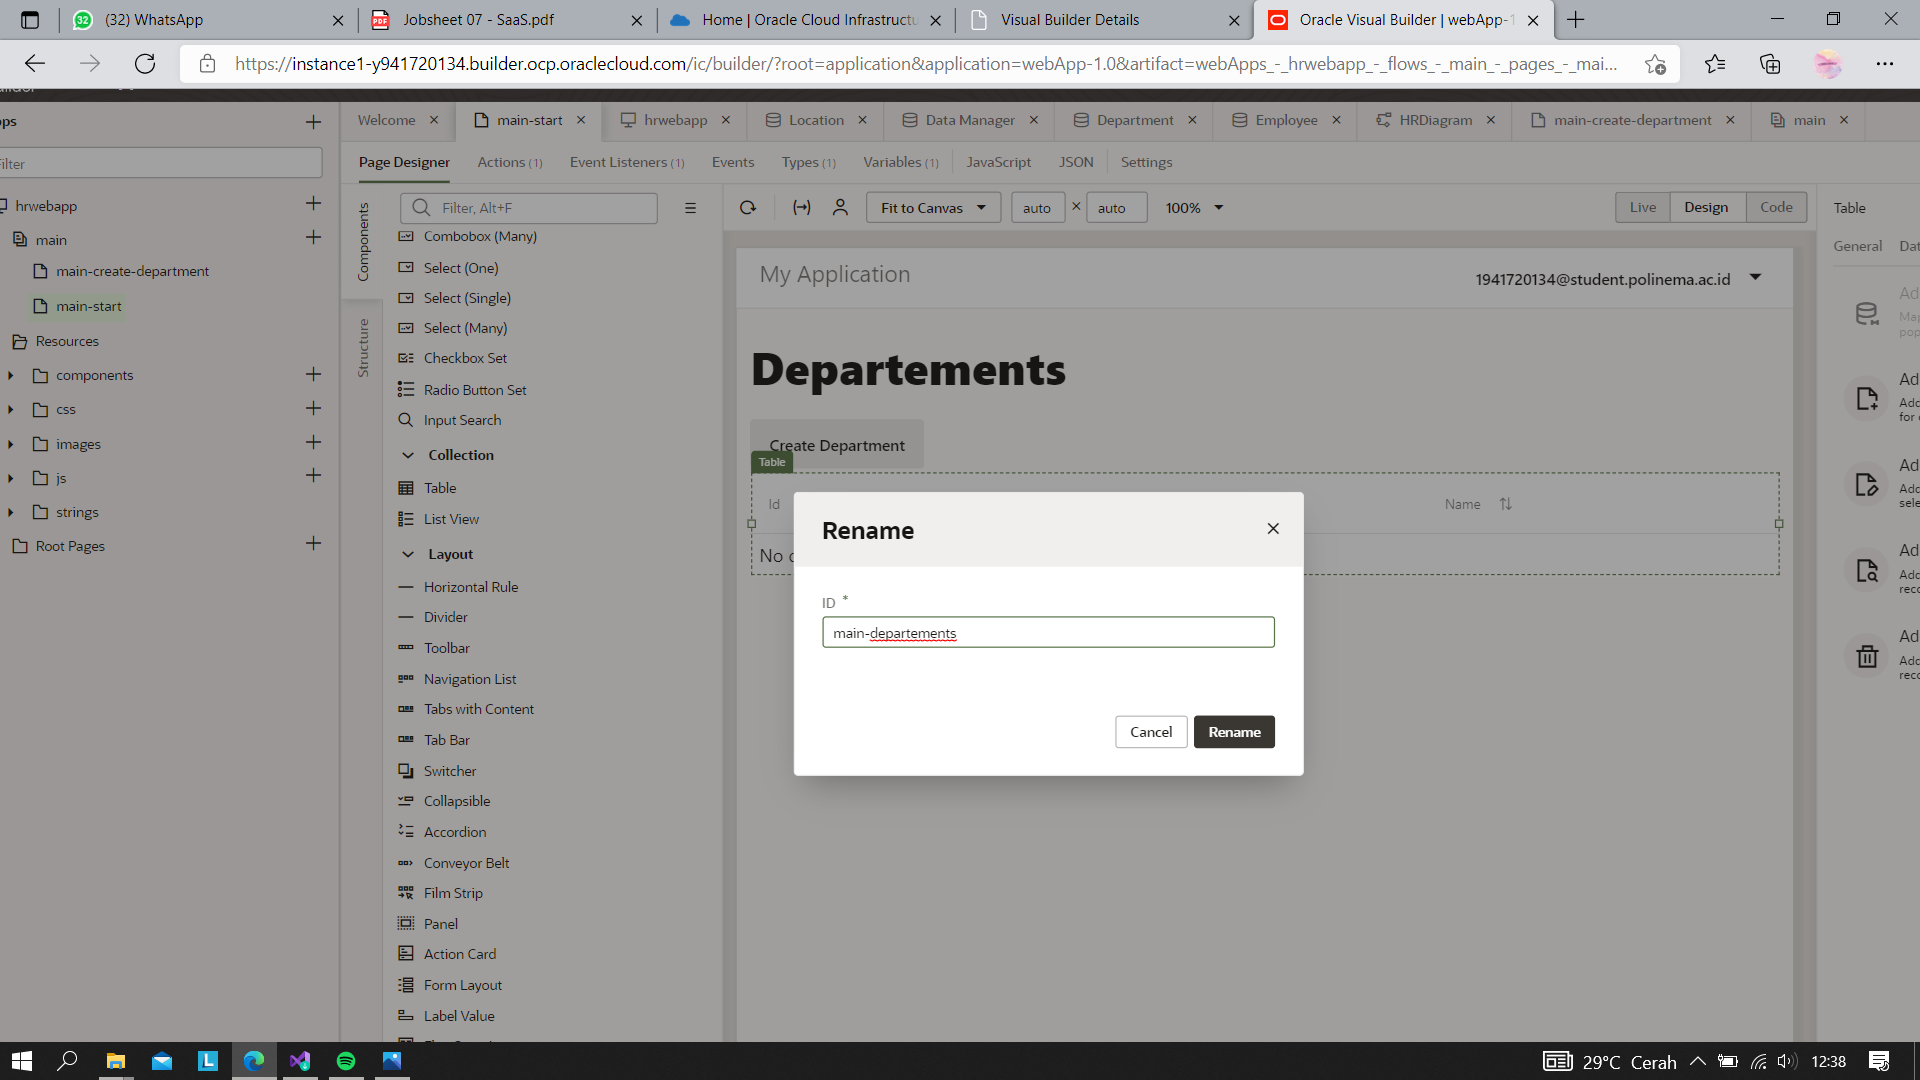 (32) WhatsApp
Jobsheet 07 - SaaS.pdf
Home | Oracle Cloud Infrastructu
Visual Builder Details
Oracle Visual Builder | webApp-1
https://instance1-y941720134.builder.ocp.oraclecloud.com/ic/builder/?root=application&application=webApp-1.0&artifact=webApps_-_hrwebapp_-_flows_-_main_-_pages_-_mai...
ps
Welcome
main-start
hrwebapp
Location
Data Manager
Department
Employee
HRDiagram
main-create-department
main
ilter
Page Designer
Actions (1)
Event Listeners (1)
Events
Types (1)
Variables (1)
JavaScript
JSON
Settings
hrwebapp
main
main-create-department
main-start
Resources
components
css
images
js
strings
Root Pages
Components
Structure
Filter, Alt+F
Combobox (Many)
Select (One)
Select (Single)
Select (Many)
Checkbox Set
Radio Button Set
Input Search
Collection
Table
List View
Layout
Horizontal Rule
Divider
Toolbar
Navigation List
Tabs with Content
Tab Bar
Switcher
Collapsible
Accordion
Conveyor Belt
Film Strip
Panel
Action Card
Form Layout
Label Value
Fit to Canvas
auto
×
auto
100%
Live
Design
Code
My Application
1941720134@student.polinema.ac.id
Departements
Create Department
Table
Id
Name
No
Rename
ID *
main-departements
Cancel
Rename
Table
General
Dat
Ad
Mag
pop
Ad
Add
for
Ad
Add
sele
Ad
Add
reco
Ad
Add
reco
29°C Cerah
12:38